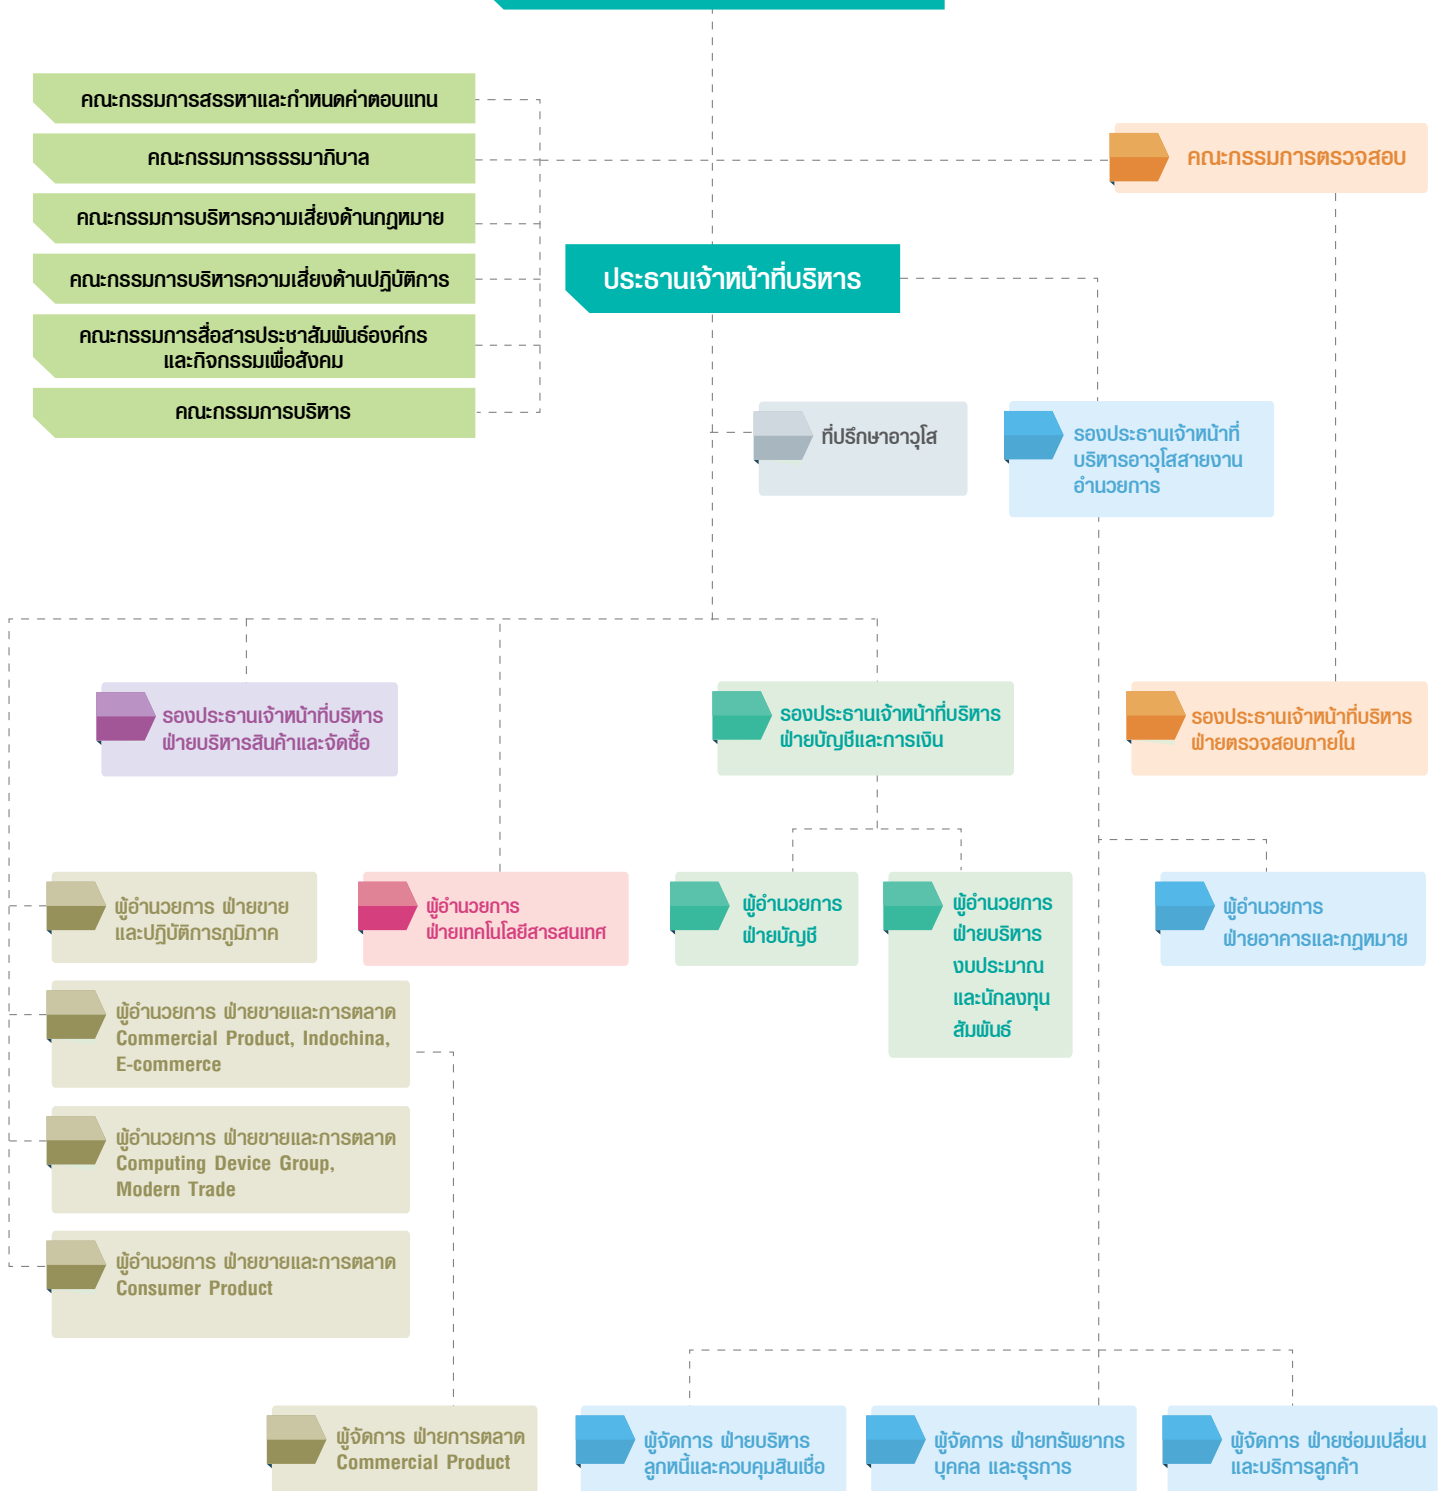 คณะกรรมการสรรหาและกำหนดค่าตอบแทน
คณะกรรมการธรรมาภิบาล
คณะกรรมการตรวจสอบ
คณะกรรมการบริหารความเสี่ยงด้านกฎหมาย
คณะกรรมการบริหารความเสี่ยงด้านปฏิบัติการ
ประธานเจ้าหน้าที่บริหาร
คณะกรรมการสื่อสารประชาสัมพันธ์องค์กร
และกิจกรรมเพื่อสังคม
คณะกรรมการบริหาร
ที่ปรึกษาอาวุโส
รองประธานเจ้าหน้าที่
บริหารอาวุโสสายงาน
อำนวยการ
รองประธานเจ้าหน้าที่บริหาร
ฝ่ายบริหารสินค้าและจัดซื้อ
รองประธานเจ้าหน้าที่บริหาร
ฝ่ายบัญชีและการเงิน
รองประธานเจ้าหน้าที่บริหาร
ฝ่ายตรวจสอบภายใน
ผู้อำนวยการ ฝ่ายขาย
และปฏิบัติการภูมิภาค
ผู้อำนวยการ
ฝ่ายเทคโนโลยีสารสนเทศ
ผู้อำนวยการ
ฝ่ายบัญชี
ผู้อำนวยการ
ฝ่ายบริหาร
งบประมาณ
และนักลงทุน
สัมพันธ์
ผู้อำนวยการ
ฝ่ายอาคารและกฎหมาย
ผู้อำนวยการ ฝ่ายขายและการตลาด
Commercial Product, Indochina,
E-commerce
ผู้อำนวยการ ฝ่ายขายและการตลาด
Computing Device Group,
Modern Trade
ผู้อำนวยการ ฝ่ายขายและการตลาด
Consumer Product
ผู้จัดการ ฝ่ายการตลาด
Commercial Product
ผู้จัดการ ฝ่ายบริหาร
ลูกหนี้และควบคุมสินเชื่อ
ผู้จัดการ ฝ่ายทรัพยากร
บุคคล และธุรการ
ผู้จัดการ ฝ่ายซ่อมเปลี่ยน
และบริการลูกค้า